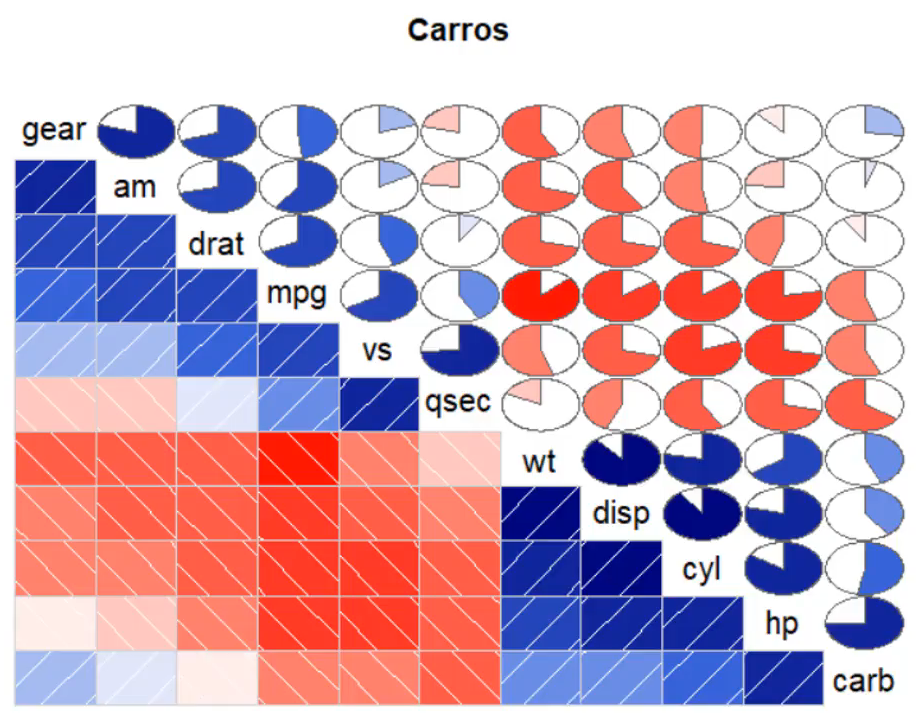 Carros
gear
am
drat
mpg
vs
qsec
wt
disp
cyl
hp
carb